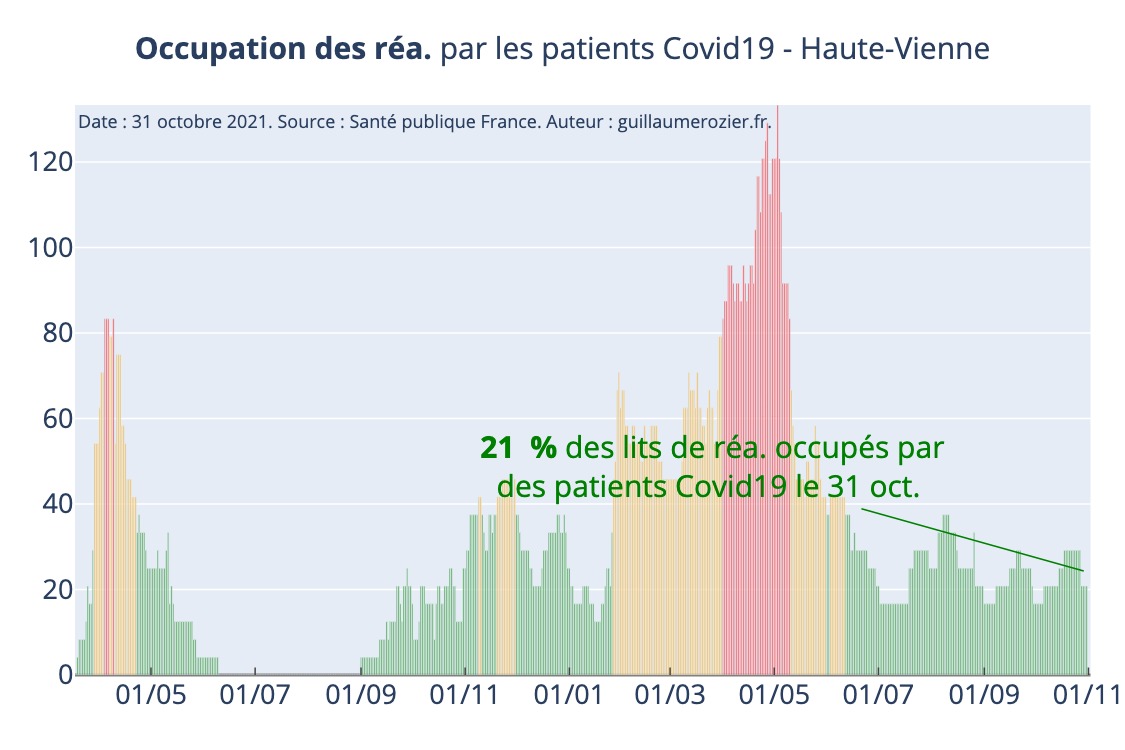 Occupation des réa. par les patients Covid19 - Haute-Vienne
Date : 31 octobre 2021. Source : Santé publique France. Auteur : guillaumerozier.fr.
120
100
80
60
40
20
0
21 % des lits de réa. occupés par
des patients Covid19 le 31 oct.
01/05 01/07 01/09 01/11 01/01 01/03 01/05 01/07 01/09 01/11